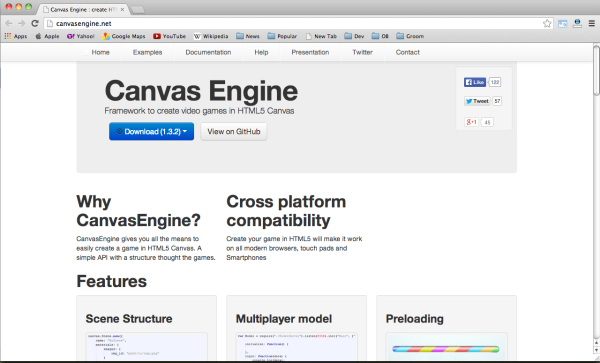 Canvas Engine : create HT
canvasengine.net
Apps Apple Yahoo! Google Maps YouTube Wikipedia News Popular New Tab Dev OB Groom
Home Examples Documentation Help Presentation Twitter Contact
Canvas Engine
Framework to create video games in HTML5 Canvas
Download (1.3.2) View on GitHub
Like 122
Tweet 57
g+1 45
Why
CanvasEngine?
CanvasEngine gives you all the means to
easily create a game in HTML5 Canvas. A
simple API with a structure thought the games.
Cross platform
compatibility
Create your game in HTML5 will make it work
on all modern browsers, touch pads and
Smartphones
Features
Scene Structure
Multiplayer model
Preloading